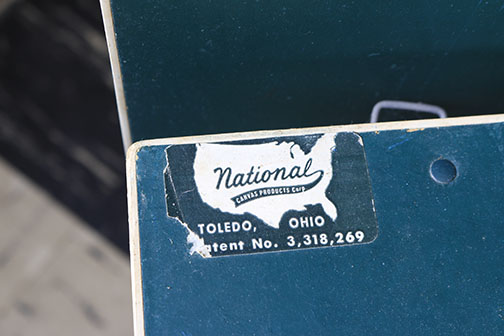 National
CANVAS PRODUCTS Corp
TOLEDO, OHIO
atent No. 3,318,269